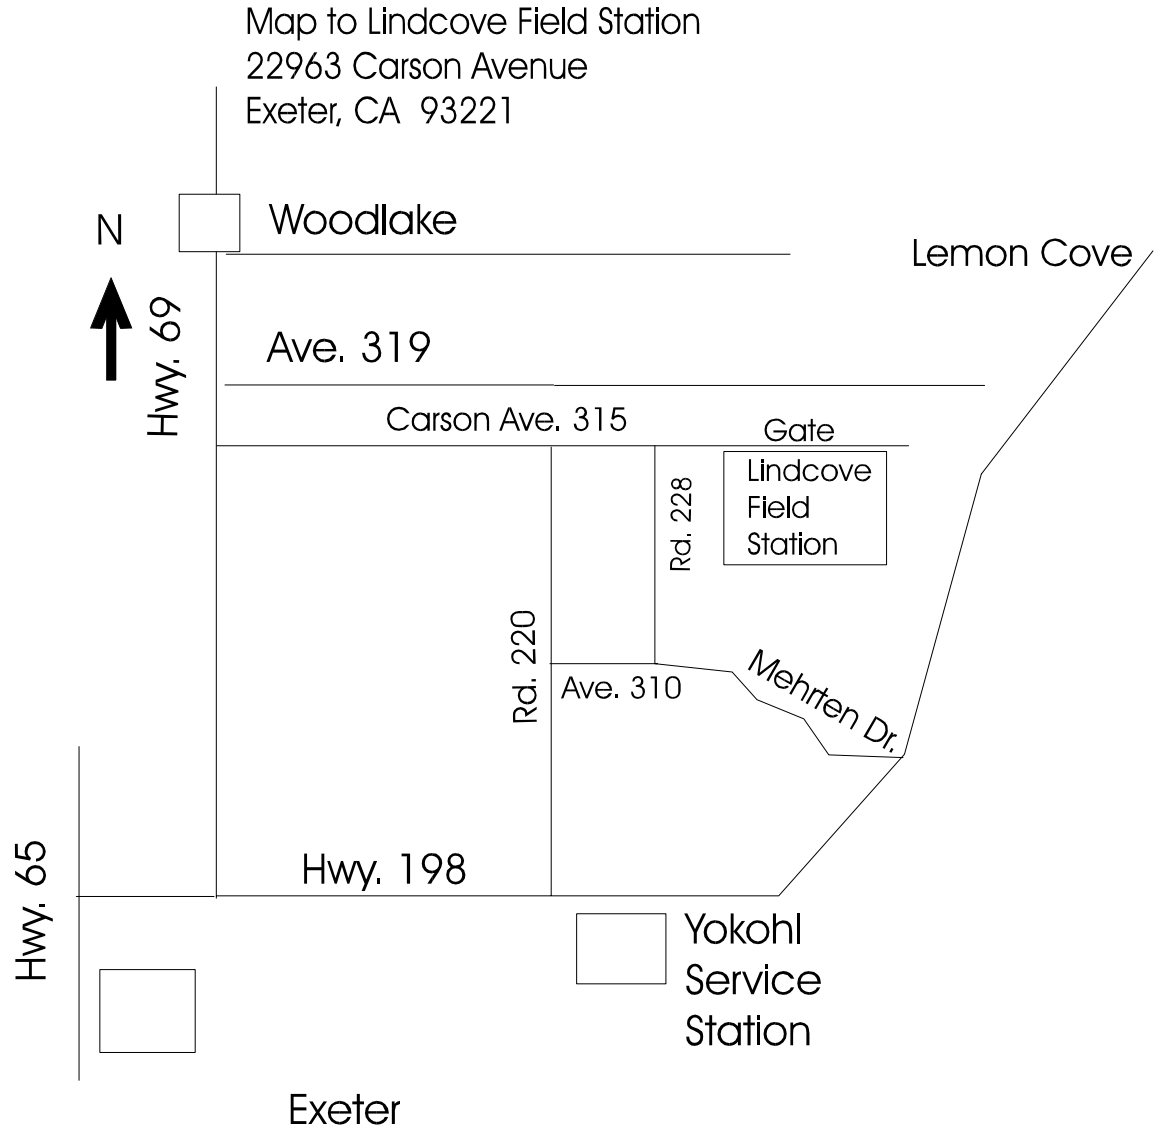 Map to Lindcove Field Station
22963 Carson Avenue
Exeter, CA 93221
N
Woodlake
Lemon Cove
Hwy. 69
Ave. 319
Carson Ave. 315
Gate
Lindcove
Field
Station
Rd. 228
Rd. 220
Ave. 310
Mehrten Dr.
Hwy. 65
Hwy. 198
Yokohl
Service
Station
Exeter